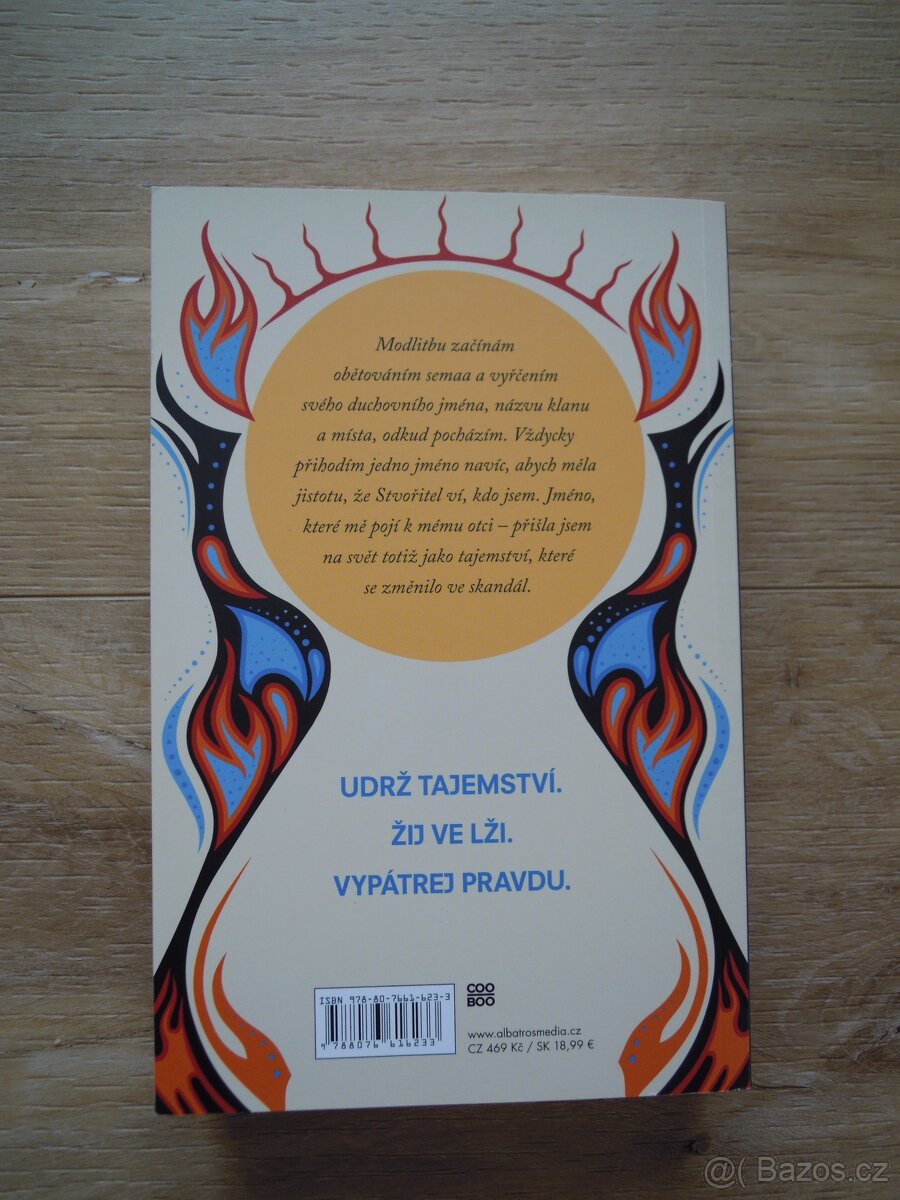 Modlitbu začínám
obětováním semaa a vyřčením
svého duchovního jména, názvu klanu
a místa, odkud pocházím. Vždycky
přihodím jedno jméno navíc, abych měla
jistotu, že Stvořitel ví, kdo jsem. Jméno,
které mě pojí k mému otci – přišla jsem
na svět totiž jako tajemství, které
se změnilo ve skandál.
UDRŽ TAJEMSTVÍ.
ŽIJ VE LŽI.
VYPÁTREJ PRAVDU.
ISBN 978-80-7661-623-3
9 788076 616233
COO
BOO
www.albatrosmedia.cz
CZ 469 Kč / SK 18,99 €
@( Bazos.cz